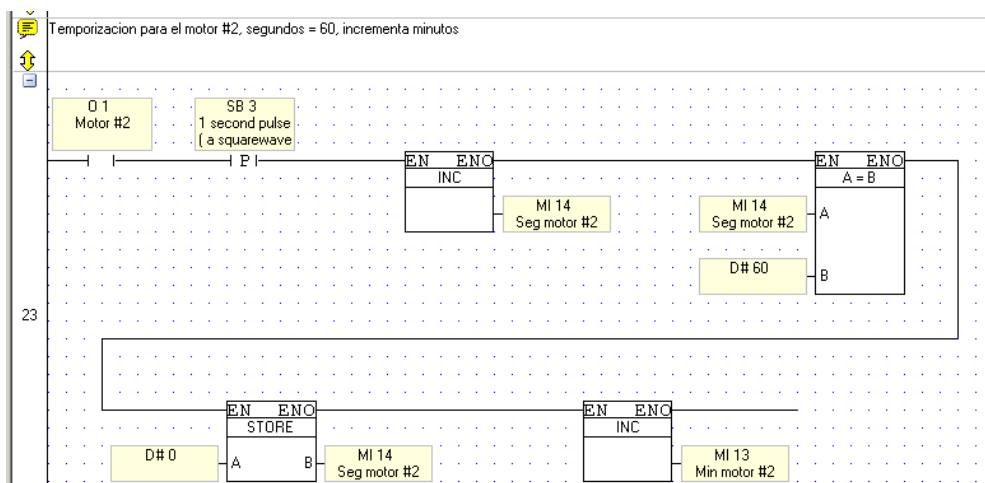 Temporizacion para el motor #2, segundos = 60, incrementa minutos
O 1
Motor #2
SB 3
1 second pulse
( a squarewave
P
EN ENO
INC
MI 14
Seg motor #2
EN ENO
A = B
MI 14
Seg motor #2
A
D# 60
B
23
EN ENO
STORE
D# 0
A
B
MI 14
Seg motor #2
EN ENO
INC
MI 13
Min motor #2